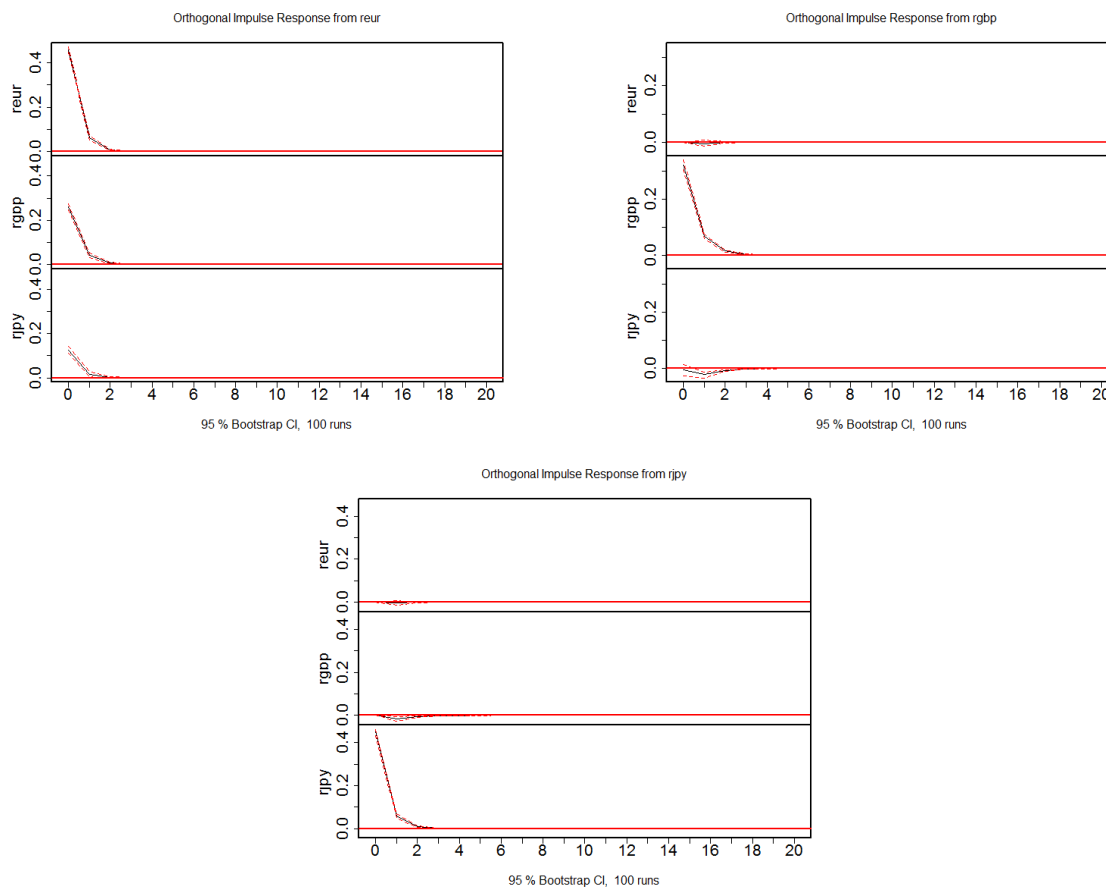 Orthogonal Impulse Response from reur
reur
0.0 0.2 0.4
rgbp
0.0 0.2 0.4
rjpy
0.0 0.2 0.4
0 2 4 6 8 10 12 14 16 18 20
95 % Bootstrap CI, 100 runs
Orthogonal Impulse Response from rgbp
reur
0.0 0.2
rgbp
0.0 0.2
rjpy
0.0 0.2
0 2 4 6 8 10 12 14 16 18 20
95 % Bootstrap CI, 100 runs
Orthogonal Impulse Response from rjpy
reur
0.0 0.2 0.4
rgbp
0.0 0.2 0.4
rjpy
0.0 0.2 0.4
0 2 4 6 8 10 12 14 16 18 20
95 % Bootstrap CI, 100 runs